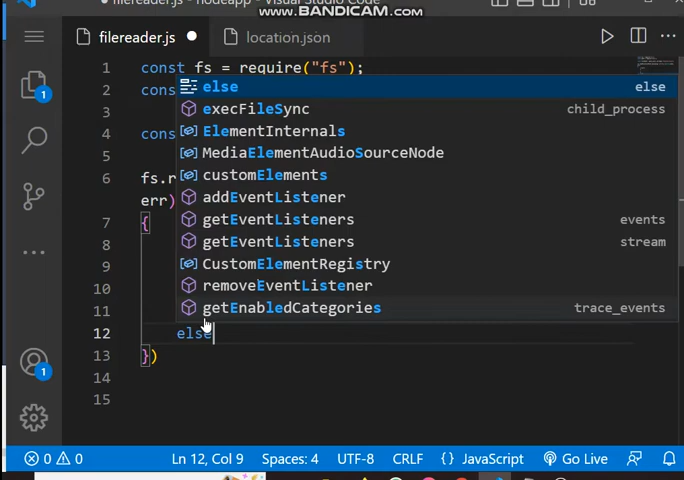 filereader.js - nodeapp - Visual Studio Code
www.BANDICAM.com
filereader.js
location.json
1 const fs = require("fs");
2 cons
3
4 cons
5
6 fs.r
err)
7 {
8
9
10
11
12 else
13 })
14
15
else else
execFileSync child_process
ElementInternals
MediaElementAudioSourceNode
customElements
addEventListener
getEventListeners events
getEventListeners stream
CustomElementRegistry
removeEventListener
getEnabledCategories trace_events
1
1
0 0 Ln 12, Col 9 Spaces: 4 UTF-8 CRLF {} JavaScript Go Live